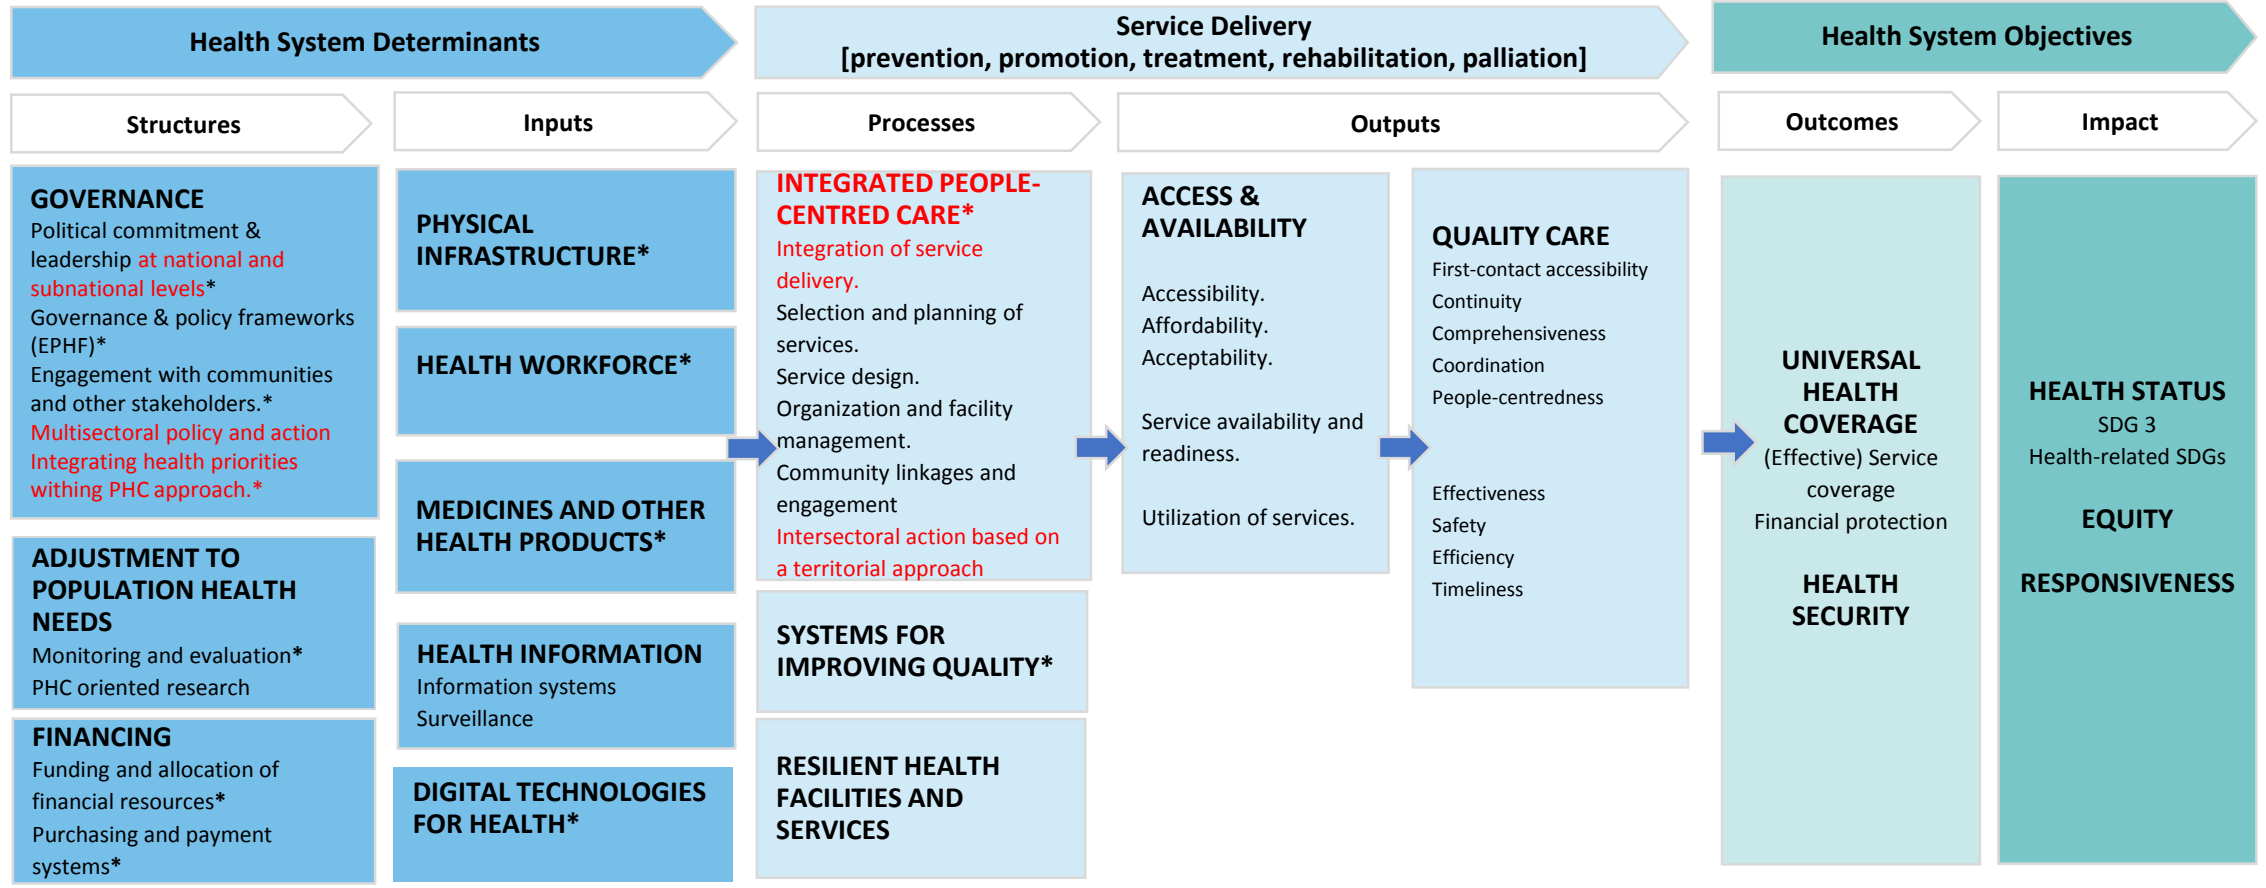 Health System Determinants
Service Delivery
[prevention, promotion, treatment, rehabilitation, palliation]
Health System Objectives
Structures
Inputs
Processes
Outputs
Outcomes
Impact
GOVERNANCE
Political commitment &
leadership at national and
subnational levels*
Governance & policy frameworks
(EPHF)*
Engagement with communities
and other stakeholders.*
Multisectoral policy and action
Integrating health priorities
withing PHC approach.*
ADJUSTMENT TO
POPULATION HEALTH
NEEDS
Monitoring and evaluation*
PHC oriented research
FINANCING
Funding and allocation of
financial resources*
Purchasing and payment
systems*
PHYSICAL
INFRASTRUCTURE*
HEALTH WORKFORCE*
MEDICINES AND OTHER
HEALTH PRODUCTS*
HEALTH INFORMATION
Information systems
Surveillance
DIGITAL TECHNOLOGIES
FOR HEALTH*
INTEGRATED PEOPLE-
CENTRED CARE*
Integration of service
delivery.
Selection and planning of
services.
Service design.
Organization and facility
management.
Community linkages and
engagement
Intersectoral action based on
a territorial approach
SYSTEMS FOR
IMPROVING QUALITY*
RESILIENT HEALTH
FACILITIES AND
SERVICES
ACCESS &
AVAILABILITY
Accessibility.
Affordability.
Acceptability.
Service availability and
readiness.
Utilization of services.
QUALITY CARE
First-contact accessibility
Continuity
Comprehensiveness
Coordination
People-centredness
Effectiveness
Safety
Efficiency
Timeliness
UNIVERSAL
HEALTH
COVERAGE
(Effective) Service
coverage
Financial protection
HEALTH
SECURITY
HEALTH STATUS
SDG 3
Health-related SDGs
EQUITY
RESPONSIVENESS